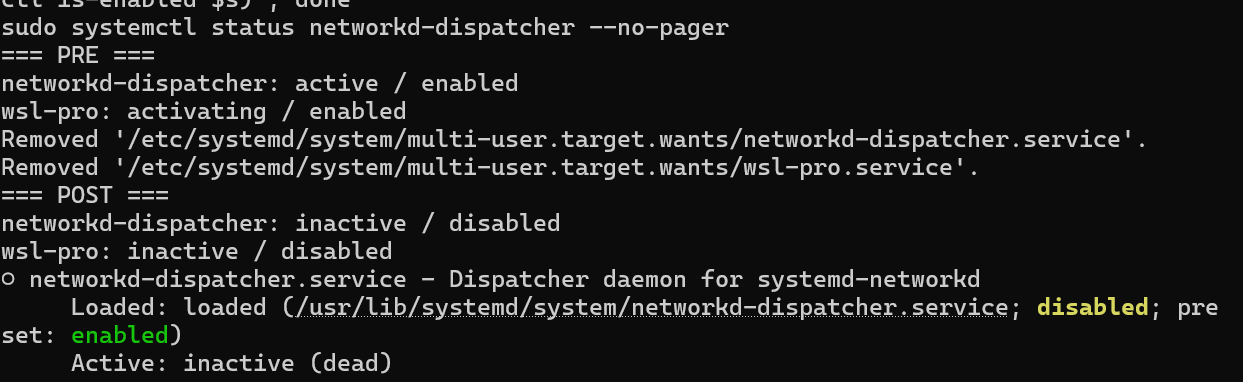 ctl is-enabled $s) ; done
sudo systemctl status networkd-dispatcher --no-pager
=== PRE ===
networkd-dispatcher: active / enabled
wsl-pro: activating / enabled
Removed '/etc/systemd/system/multi-user.target.wants/networkd-dispatcher.service'.
Removed '/etc/systemd/system/multi-user.target.wants/wsl-pro.service'.
=== POST ===
networkd-dispatcher: inactive / disabled
wsl-pro: inactive / disabled
○ networkd-dispatcher.service - Dispatcher daemon for systemd-networkd
     Loaded: loaded (/usr/lib/systemd/system/networkd-dispatcher.service; disabled; pre
set: enabled)
     Active: inactive (dead)